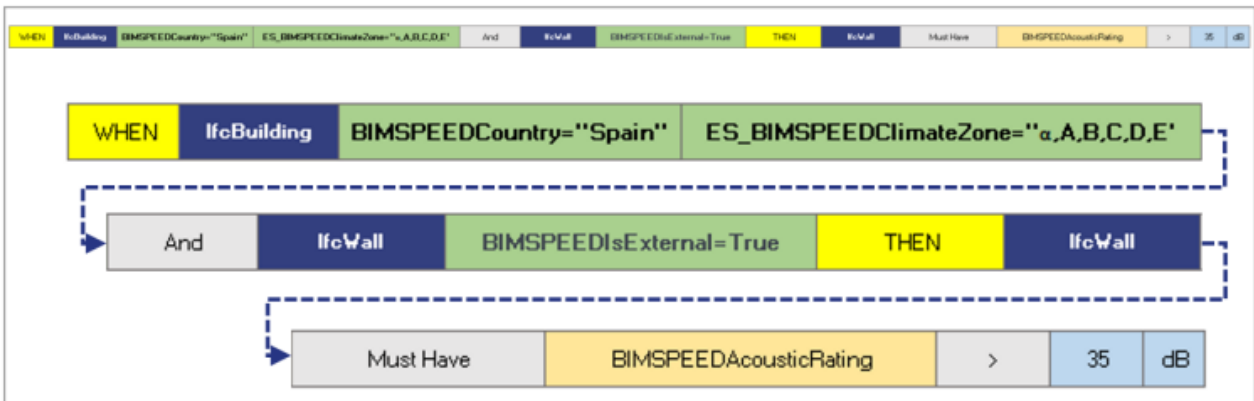 WHEN IfcBuilding BIMSPEEDCountry="Spain" ES_BIMSPEEDClimateZone="α,A,B,C,D,E' And IfcWall BIMSPEEDIsExternal=True THEN IfcWall Must Have BIMSPEEDAcousticRating > 35 dB
WHEN IfcBuilding BIMSPEEDCountry="Spain" ES_BIMSPEEDClimateZone="α,A,B,C,D,E'
And IfcWall BIMSPEEDIsExternal=True THEN IfcWall
Must Have BIMSPEEDAcousticRating > 35 dB